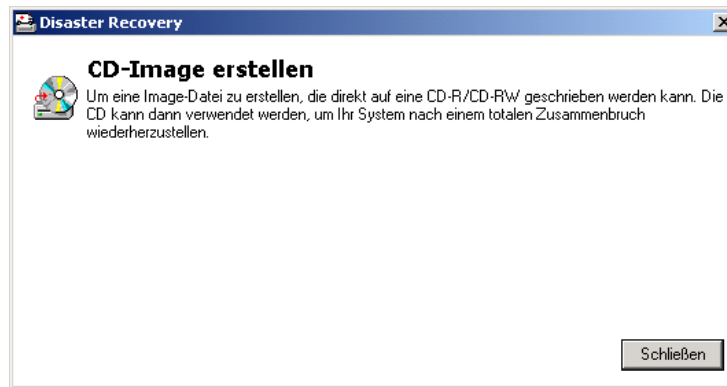 Disaster Recovery
CD-Image erstellen
Um eine Image-Datei zu erstellen, die direkt auf eine CD-R/CD-RW geschrieben werden kann. Die
CD kann dann verwendet werden, um Ihr System nach einem totalen Zusammenbruch
wiederherzustellen.
Schließen